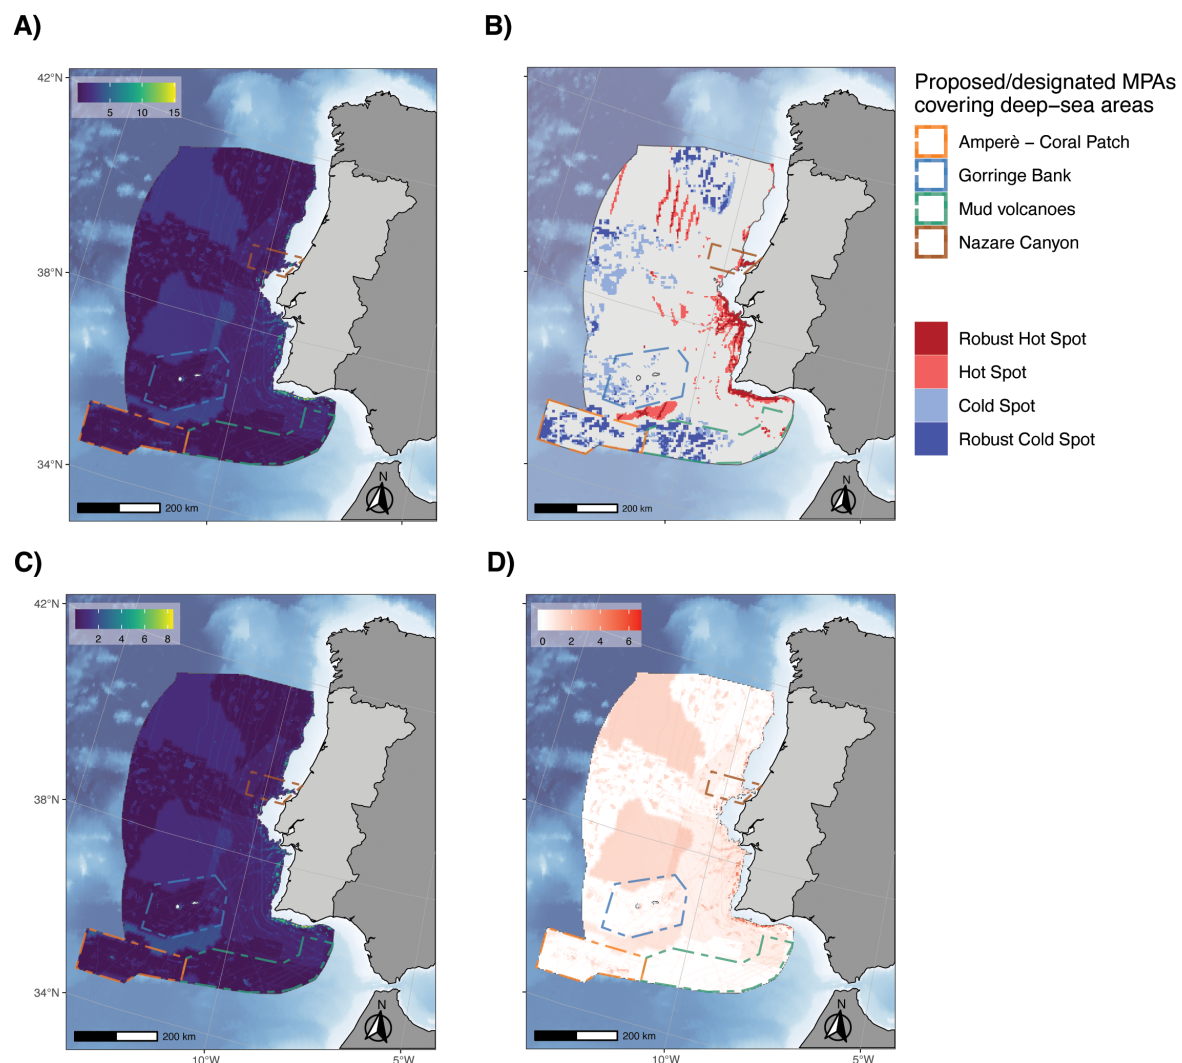 A)
B)
42°N
38°N
34°N
5
10
15
N
200 km
N
200 km
Proposed/designated MPAs
covering deep−sea areas
Amperè − Coral Patch
Gorringe Bank
Mud volcanoes
Nazare Canyon
Robust Hot Spot
Hot Spot
Cold Spot
Robust Cold Spot
C)
D)
42°N
38°N
34°N
2
4
6
8
N
200 km
10°W
5°W
0
2
4
6
N
200 km
10°W
5°W